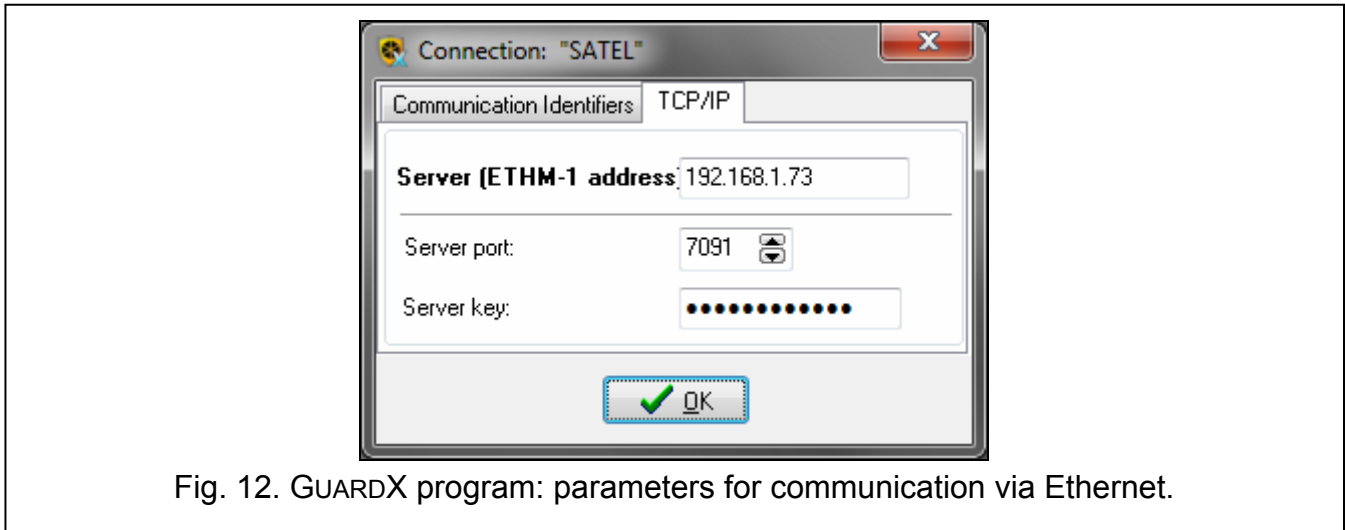 Connection: "SATEL"
Communication Identifiers TCP/IP
Server (ETHM-1 address) 192.168.1.73
Server port: 7091
Server key: ●●●●●●●●●●●●
OK
Fig. 12. GUARDX program: parameters for communication via Ethernet.